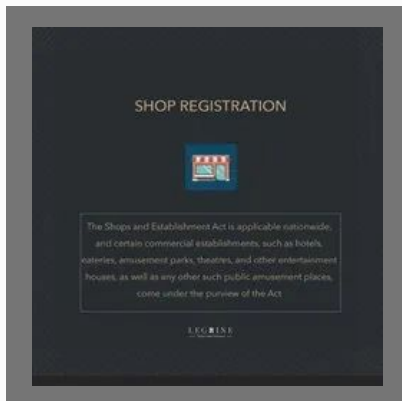 SHOP REGISTRATION
The Shops and Establishment Act is applicable nationwide,
and certain commercial establishments, such as hotels,
eateries, amusement parks, theatres, and other entertainment
houses, as well as any other such public amusement places,
come under the purview of the Act
LEGRINE